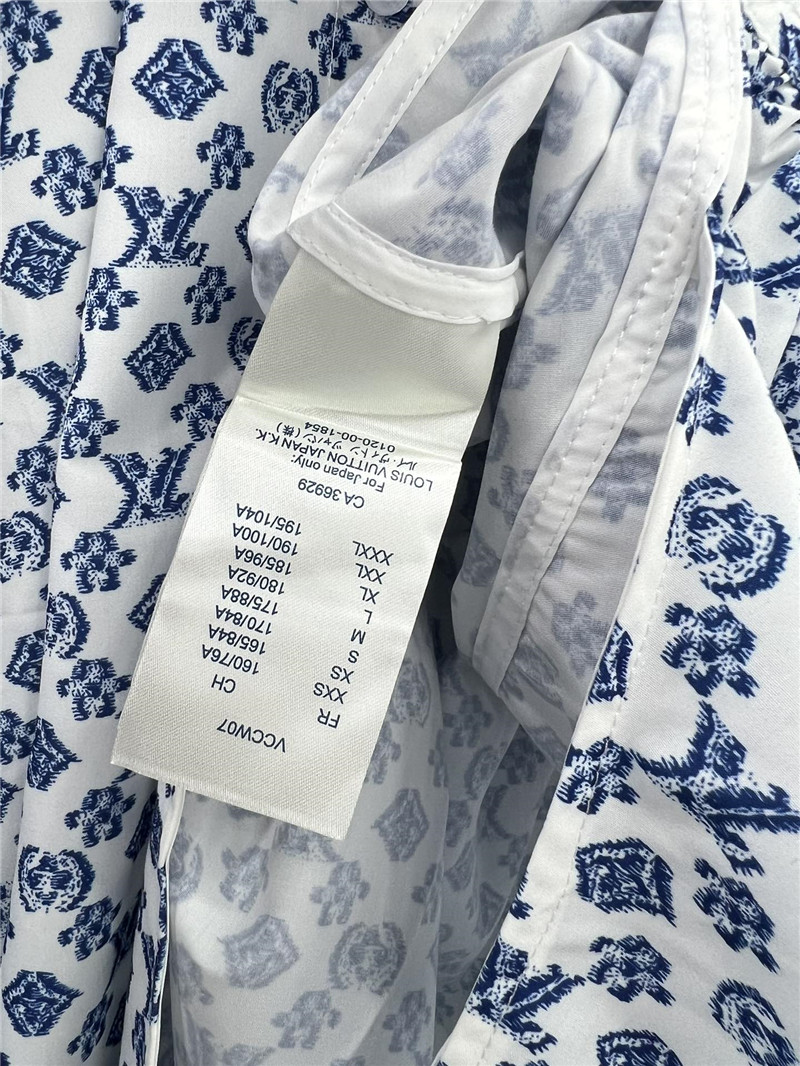 VCCW07
FR CH
XXS 160/76A
XS 165/84A
S 170/84A
M 175/88A
L 180/92A
XL 185/96A
XXL 190/100A
XXXL 195/104A
CA 36929
For Japan only:
LOUIS VUITTON JAPAN K.K.
ルイ・ヴィトン ジャパン(株)
0120-00-1854